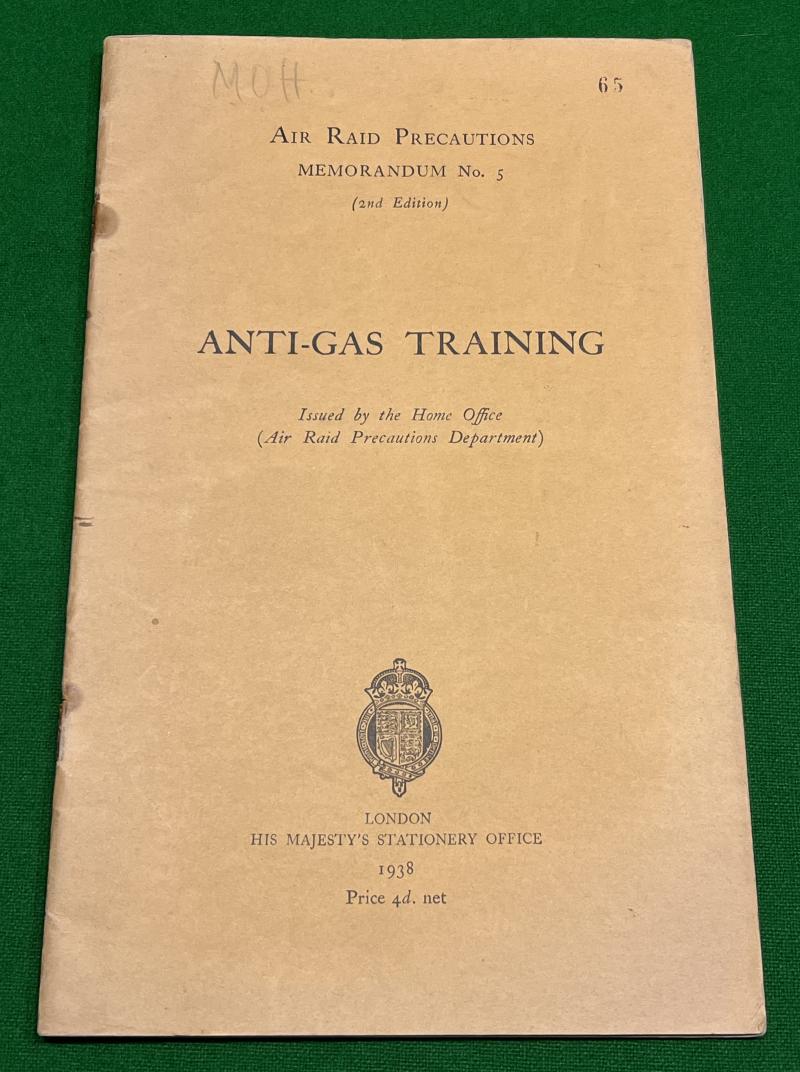 MOH
65
AIR RAID PRECAUTIONS
MEMORANDUM No. 5
(2nd Edition)
ANTI-GAS TRAINING
Issued by the Home Office
(Air Raid Precautions Department)
LONDON
HIS MAJESTY'S STATIONERY OFFICE
1938
Price 4d. net